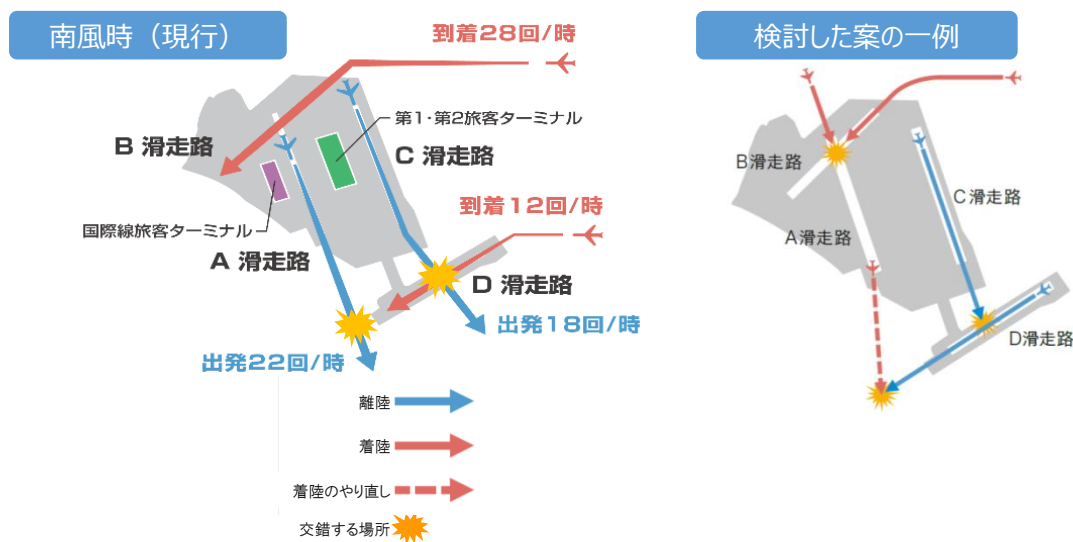 南風時（現行）
到着28回/時
第1・第2旅客ターミナル
B 滑走路
C 滑走路
到着12回/時
国際線旅客ターミナル
A 滑走路
D 滑走路
出発18回/時
出発22回/時
離陸
着陸
着陸のやり直し
交錯する場所
検討した案の一例
B滑走路
C滑走路
A滑走路
D滑走路